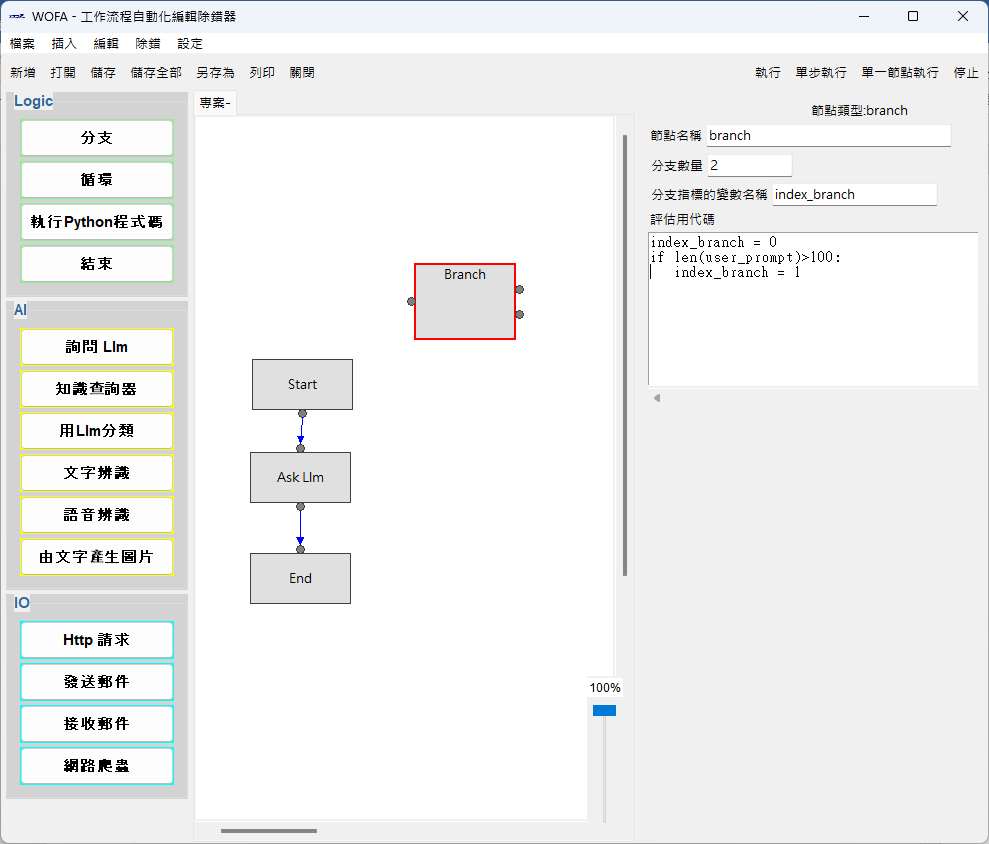 WOFA - 工作流程自動化編輯除錯器
檔案 插入 編輯 除錯 設定
新增 打開 儲存 儲存全部 另存為 列印 關閉 執行 單步執行 單一節點執行 停止
Logic
分支
循環
執行Python程式碼
結束
AI
詢問 Llm
知識查詢器
用Llm分類
文字辨識
語音辨識
由文字產生圖片
IO
Http 請求
發送郵件
接收郵件
網路爬蟲
專案-
Branch
Start
Ask Llm
End
100%
節點類型:branch
節點名稱 branch
分支數量 2
分支指標的變數名稱 index_branch
評估用代碼
index_branch = 0
if len(user_prompt)>100:
   index_branch = 1